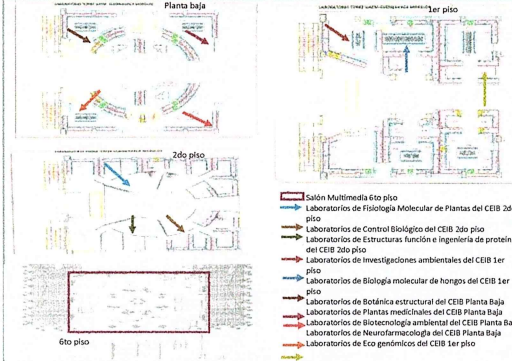 Planta baja
1er piso
2do piso
6to piso
Salón Multimedia 6to piso
Laboratorios de Fisiología Molecular de Plantas del CEIB 2d
piso
Laboratorios de Control Biológico del CEIB 2do piso
Laboratorios de Estructuras función e ingeniería de proteín
del CEIB 2do piso
Laboratorios de Investigaciones ambientales del CEIB 1er
piso
Laboratorios de Biología molecular de hongos del CEIB 1er
piso
Laboratorios de Botánica estructural del CEIB Planta Baja
Laboratorios de Plantas medicinales del CEIB Planta Baja
Laboratorios de Biotecnología ambiental del CEIB Planta Ba
Laboratorios de Neurofarmacología del CEIB Planta Baja
Laboratorios de Eco genómicos del CEIB 1er piso